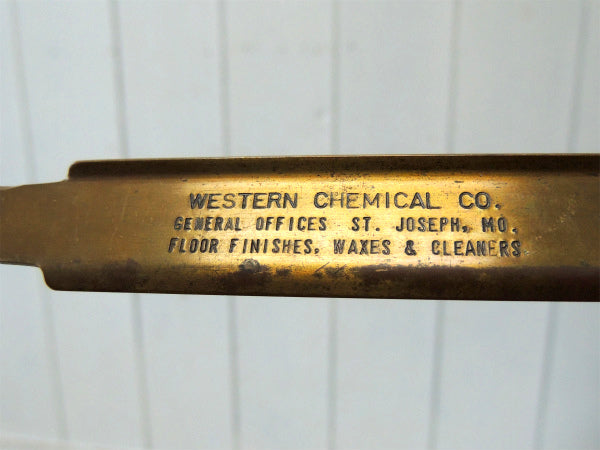 WESTERN CHEMICAL CO.
GENERAL OFFICES ST. JOSEPH, MO.
FLOOR FINISHES, WAXES & CLEANERS